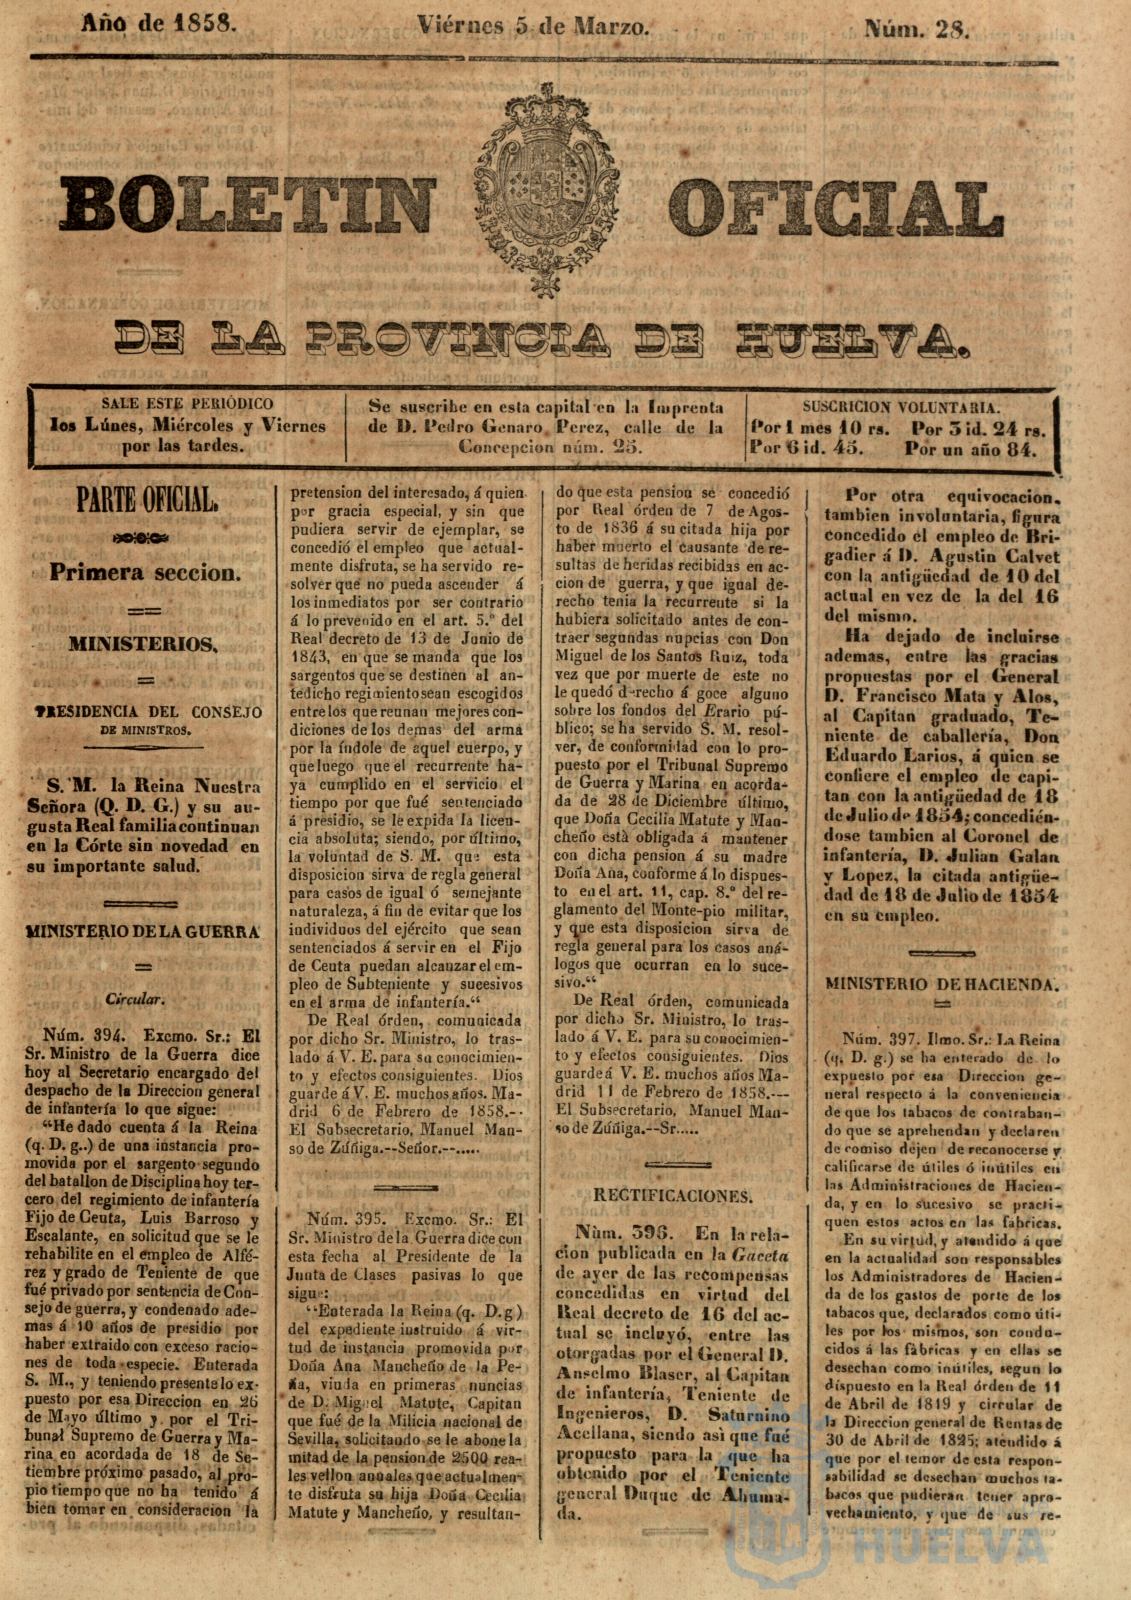 Año de 1858. Viérnes 5 de Marzo. Núm. 28.
BOLETIN OFICIAL
DE LA PROVINCIA DE HUELVA.
SALE ESTE PERIÓDICO
los Lúnes, Miércoles y Viernes
por las tardes.
Se suscribe en esta capital en la Imprenta
de D. Pedro Genaro Perez, calle de la
Concepcion núm. 25.
SUSCRICION VOLUNTARIA.
Por 1 mes 10 rs. Por 3 id. 24 rs.
Por 6 id. 45. Por un año 84.
PARTE OFICIAL.
Primera seccion.
MINISTERIOS.
PRESIDENCIA DEL CONSEJO
DE MINISTROS.
S. M. la Reina Nuestra
Señora (Q. D. G.) y su au-
gusta Real familia continuan
en la Córte sin novedad en
su importante salud.
MINISTERIO DE LA GUERRA
Circular.
Núm. 394. Excmo. Sr.: El
Sr. Ministro de la Guerra dice
hoy al Secretario encargado del
despacho de la Direccion general
de infantería lo que sigue:
“He dado cuenta á la Reina
(q. D. g..) de una instancia pro-
movida por el sargento segundo
del batallon de Disciplina hoy ter-
cero del regimiento de infantería
Fijo de Ceuta, Luis Barroso y
Escalante, en solicitud que se le
rehabilite en el empleo de Alfé-
rez y grado de Teniente de que
fué privado por sentencia de Con-
sejo de guerra, y condenado ade-
mas á 10 años de presidio por
haber extraido con exceso racio-
nes de toda especie. Enterada
S. M., y teniendo presente lo ex-
puesto por esa Direccion en 26
de Mayo último y por el Tri-
bunal Supremo de Guerra y Ma-
rina en acordada de 18 de Se-
tiembre próximo pasado, al pro-
pio tiempo que no ha tenido á
bien tomar en consideracion la
pretension del interesado, á quien
por gracia especial, y sin que
pudiera servir de ejemplar, se
concedió el empleo que actual-
mente disfruta, se ha servido re-
solver que no pueda ascender á
los inmediatos por ser contrario
á lo prevenido en el art. 5.º del
Real decreto de 13 de Junio de
1843, en que se manda que los
sargentos que se destinen al an-
tedicho regimiento sean escogidos
entre los que reunan mejores con-
diciones de los demas del arma
por la índole de aquel cuerpo, y
que luego que el recurrente ha-
ya cumplido en el servicio el
tiempo por que fué sentenciado
á presidio, se le expida la licen-
cia absoluta; siendo, por último,
la voluntad de S. M. que esta
disposicion sirva de regla general
para casos de igual ó semejante
naturaleza, á fin de evitar que los
individuos del ejército que sean
sentenciados á servir en el Fijo
de Ceuta puedan alcanzar el em-
pleo de Subteniente y sucesivos
en el arma de infantería.“
De Real órden, comunicada
por dicho Sr. Ministro, lo tras-
lado á V. E. para su conocimien-
to y efectos consiguientes. Dios
guarde á V. E. muchos años. Ma-
drid 6 de Febrero de 1858.--
El Subsecretario, Manuel Man-
so de Zúñiga.--Señor.--.....
Núm. 395. Excmo. Sr.: El
Sr. Ministro de la Guerra dice con
esta fecha al Presidente de la
Junta de Clases pasivas lo que
sigue:
“Enterada la Reina (q. D.g)
del expediente instruido á vir-
tud de instancia promovida por
Doña Ana Mancheño de la Pe-
ña, viuda en primeras nuncias
de D. Miguel Matute, Capitan
que fué de la Milicia nacional de
Sevilla, solicitando se le abone la
mitad de la pension de 2500 rea-
les vellon anuales que actualmen-
te disfruta su hija Doña Cecilia
Matute y Mancheño, y resultan-
do que esta pension se concedió
por Real órden de 7 de Agos-
to de 1836 á su citada hija por
haber muerto el causante de re-
sultas de heridas recibidas en ac-
cion de guerra, y que igual de-
recho tenia la recurrente si la
hubiera solicitado antes de con-
traer segundas nupcias con Don
Miguel de los Santos Ruiz, toda
vez que por muerte de este no
le quedó derecho á goce alguno
sobre los fondos del Erario pú-
blico; se ha servido S. M. resol-
ver, de conformidad con lo pro-
puesto por el Tribunal Supremo
de Guerra y Marina en acorda-
da de 28 de Diciembre último,
que Doña Cecilia Matute y Man-
cheño està obligada á mantener
con dicha pension á su madre
Doña Ana, conforme á lo dispues-
to en el art. 11, cap. 8.º del re-
glamento del Monte-pio militar,
y que esta disposicion sirva de
regla general para los casos aná-
logos que ocurran en lo suce-
sivo.“
De Real órden, comunicada
por dicho Sr. Ministro, lo tras-
lado á V. E. para su conocimien-
to y efectos consiguientes. Dios
guarde á V. E. muchos años Ma-
drid 11 de Febrero de 1858.---
El Subsecretario, Manuel Man-
so de Zúñiga.--Sr.....
RECTIFICACIONES.
Nùm. 396. En la rela-
cion publicada en la Gaceta
de ayer de las recompensas
concedidas en virtud del
Real decreto de 16 del ac-
tual se incluyó, entre las
otorgadas por el General D.
Anselmo Blaser, al Capitan
de infantería, Teniente de
Ingenieros, D. Saturnino
Acellana, siendo asì que fué
propuesto para la que ha
obtenido por el Teniente
general Duque de Ahuma-
da.
Por otra equivocacion,
tambien involuntaria, figura
concedido el empleo de Bri-
gadier á D. Agustin Calvet
con la antigüedad de 10 del
actual en vez de la del 16
del mismo.
Ha dejado de incluirse
ademas, entre las gracias
propuestas por el General
D. Francisco Mata y Alos,
al Capitan graduado, Te-
niente de caballería, Don
Eduardo Larios, á quien se
confiere el empleo de capi-
tan con la antigüedad de 18
de Julio de 1854; concedién-
dose tambien al Coronel de
infantería, D. Julian Galan
y Lopez, la citada antigüe-
dad de 18 de Julio de 1854
en su empleo.
MINISTERIO DE HACIENDA.
Núm. 397. Ilmo. Sr.: La Reina
(q. D. g.) se ha enterado de lo
expuesto por esa Direccion ge-
neral respecto á la conveniencia
de que los tabacos de contraban-
do que se aprehendan y declaren
de comiso dejen de reconocerse y
calificarse de útiles ó inútiles en
las Administraciones de Hacien-
da, y en lo sucesivo se practi-
quen estos actos en las fábricas.
En su virtud, y atendido á que
en la actualidad son responsables
los Administradores de Hacien-
da de los gastos de porte de los
tabacos que, declarados como úti-
les por los mismos, son condu-
cidos á las fábricas y en ellas se
desechan como inútiles, segun lo
dispuesto en la Real órden de 11
de Abril de 1819 y circular de
la Direccion general de Rentas de
30 de Abril de 1825; atendido á
que por el temor de esta respon-
sabilidad se desechan muchos ta-
bacos que pudieran tener apro-
vechamiento, y que de sus re-
HUELVA